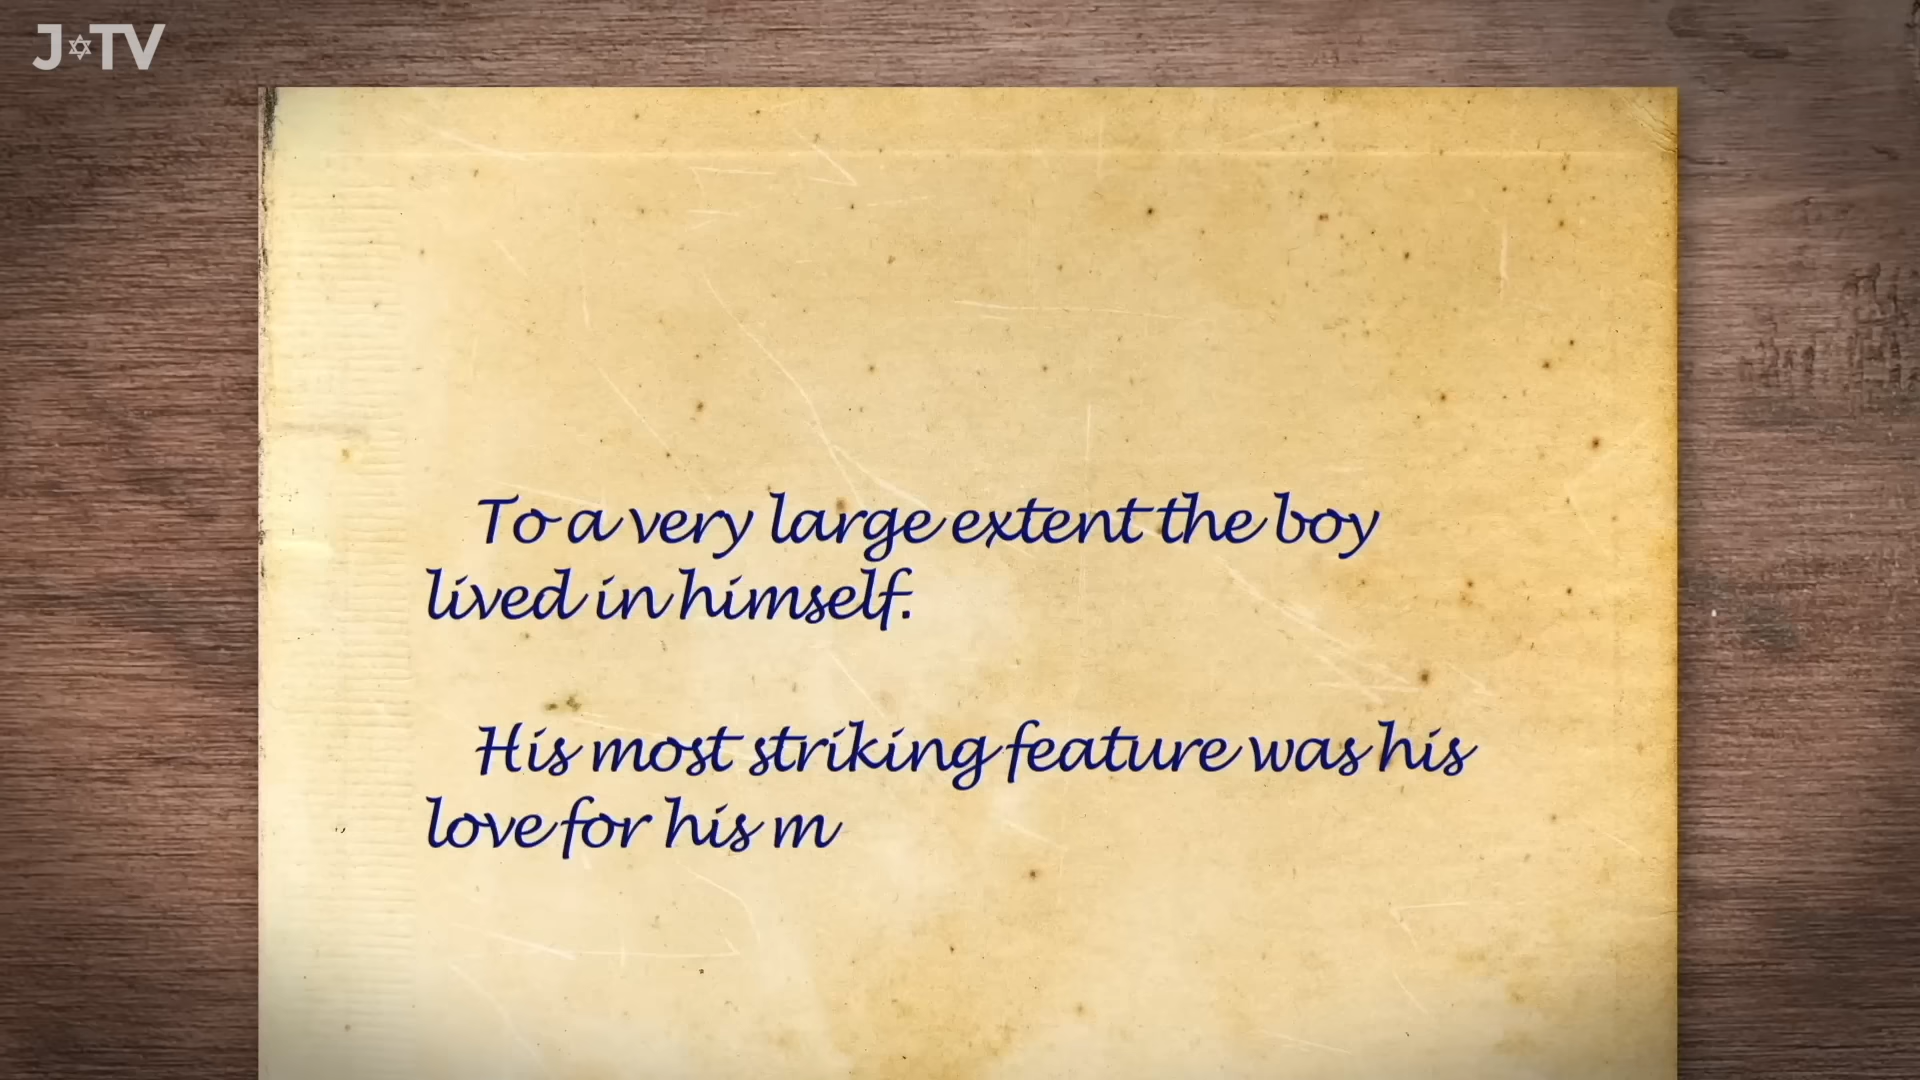 J✡TV
To a very large extent the boy
lived in himself.
His most striking feature was his
love for his m